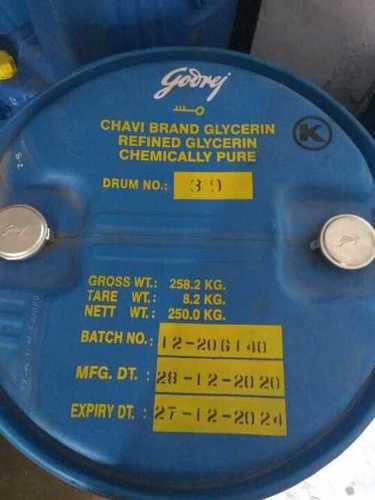 Godrej
CHAVI BRAND GLYCERIN
REFINED GLYCERIN
CHEMICALLY PURE
K
DRUM NO.: 39
GROSS WT.: 258.2 KG.
TARE WT.: 8.2 KG.
NETT WT.: 250.0 KG.
BATCH NO.: 12-206140
MFG. DT. : 28-12-2020
EXPIRY DT. : 27-12-2024